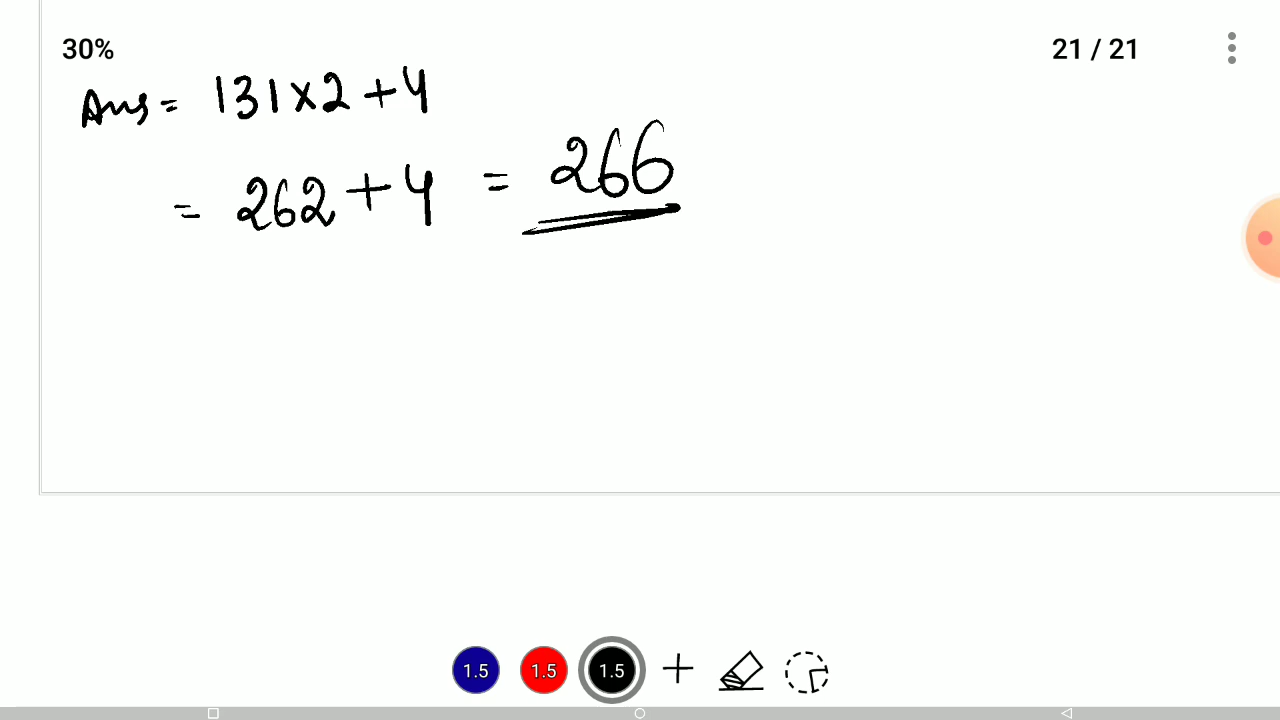 30%
21 / 21
Ans = 131×2+4
= 262+4 = 266
1.5 1.5 1.5